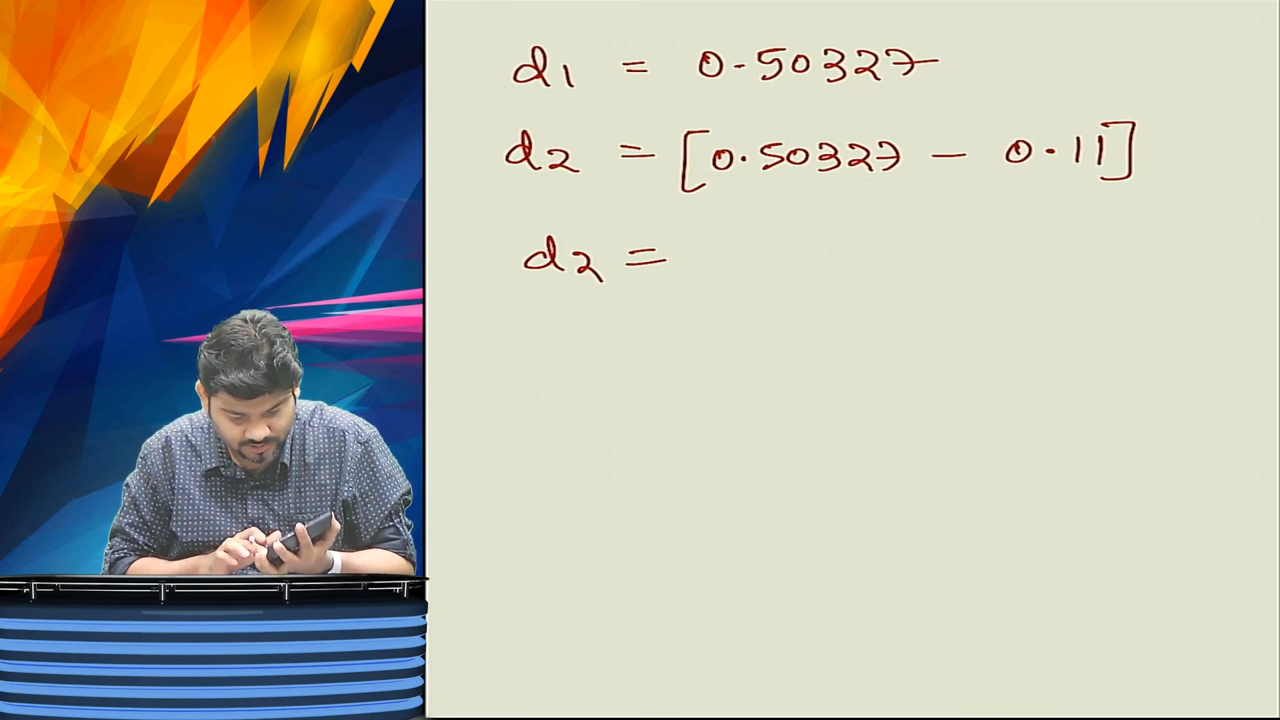 d1 = 0.50327
d2 = [0.50327 - 0.11]
d2 =